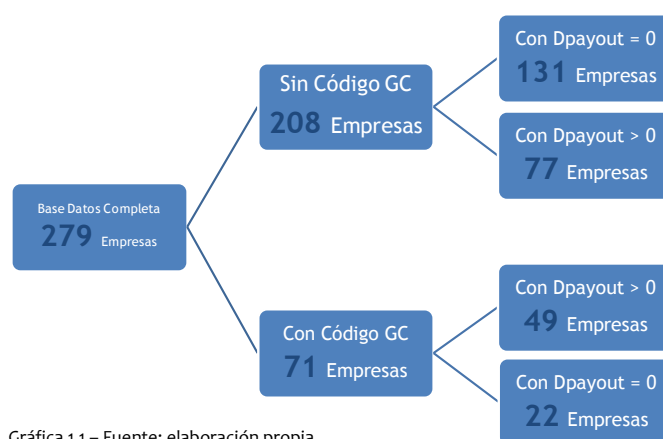 Base Datos Completa
279 Empresas
Sin Código GC
208 Empresas
Con Dpayout = 0
131 Empresas
Con Dpayout > 0
77 Empresas
Con Código GC
71 Empresas
Con Dpayout > 0
49 Empresas
Con Dpayout = 0
22 Empresas
Gráfica 1.1 – Fuente: elaboración propia